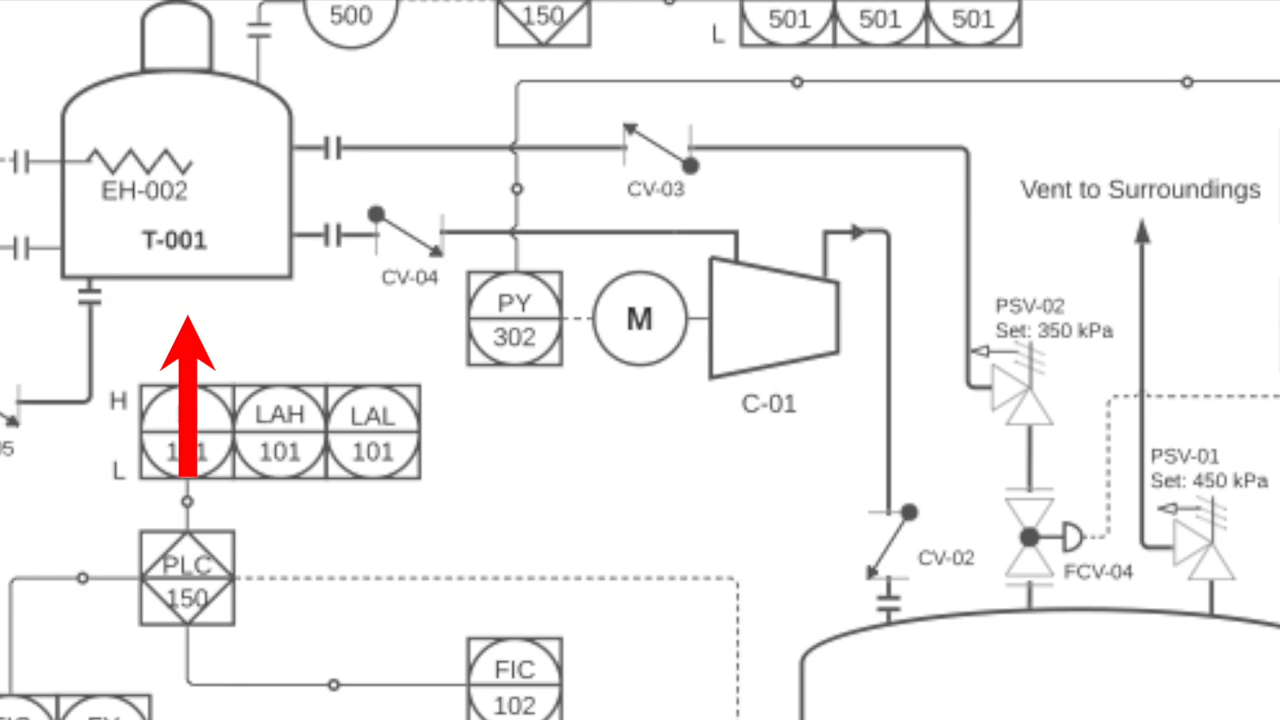 500
150
501
501
501
L
EH-002
T-001
CV-03
CV-04
Vent to Surroundings
PY
302
M
C-01
PSV-02
Set: 350 kPa
H
LAH
LAL
101
101
L
PSV-01
Set: 450 kPa
CV-02
FCV-04
PLC
150
FIC
102